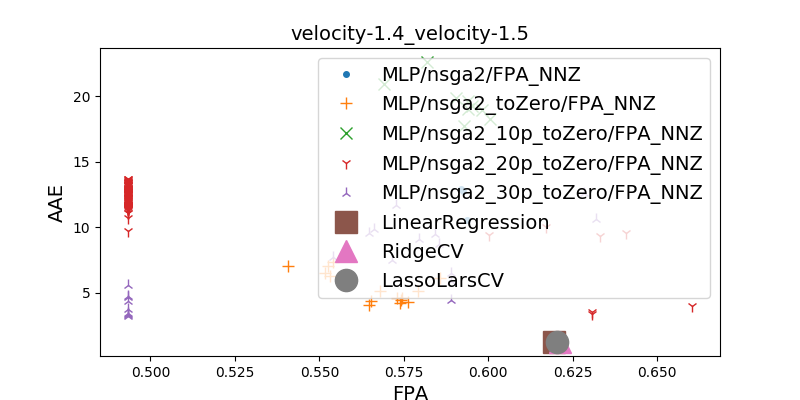 velocity-1.4_velocity-1.5
AAE
20
15
10
5
MLP/nsga2/FPA_NNZ
MLP/nsga2_toZero/FPA_NNZ
MLP/nsga2_10p_toZero/FPA_NNZ
MLP/nsga2_20p_toZero/FPA_NNZ
MLP/nsga2_30p_toZero/FPA_NNZ
LinearRegression
RidgeCV
LassoLarsCV
0.500 0.525 0.550 0.575 0.600 0.625 0.650
FPA